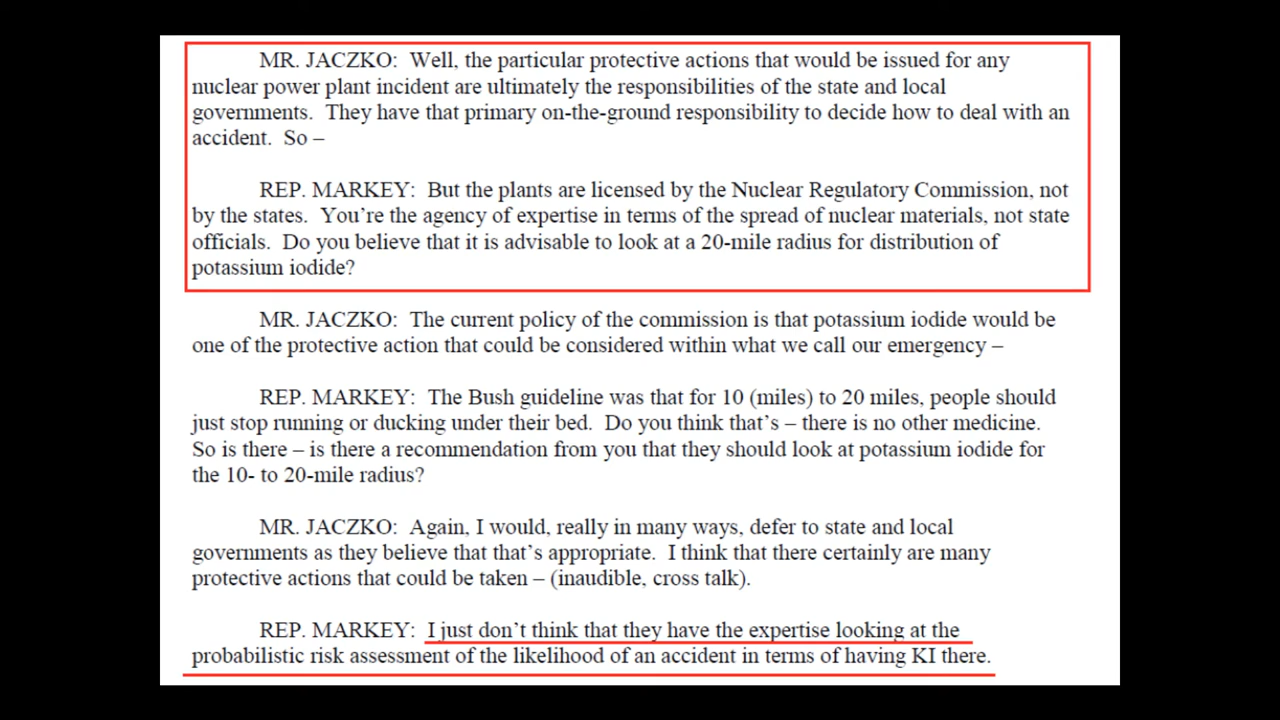 MR. JACZKO: Well, the particular protective actions that would be issued for any
nuclear power plant incident are ultimately the responsibilities of the state and local
governments. They have that primary on-the-ground responsibility to decide how to deal with an
accident. So –
REP. MARKEY: But the plants are licensed by the Nuclear Regulatory Commission, not
by the states. You’re the agency of expertise in terms of the spread of nuclear materials, not state
officials. Do you believe that it is advisable to look at a 20-mile radius for distribution of
potassium iodide?
MR. JACZKO: The current policy of the commission is that potassium iodide would be
one of the protective action that could be considered within what we call our emergency –
REP. MARKEY: The Bush guideline was that for 10 (miles) to 20 miles, people should
just stop running or ducking under their bed. Do you think that’s – there is no other medicine.
So is there – is there a recommendation from you that they should look at potassium iodide for
the 10- to 20-mile radius?
MR. JACZKO: Again, I would, really in many ways, defer to state and local
governments as they believe that that’s appropriate. I think that there certainly are many
protective actions that could be taken – (inaudible, cross talk).
REP. MARKEY: I just don’t think that they have the expertise looking at the
probabilistic risk assessment of the likelihood of an accident in terms of having KI there.